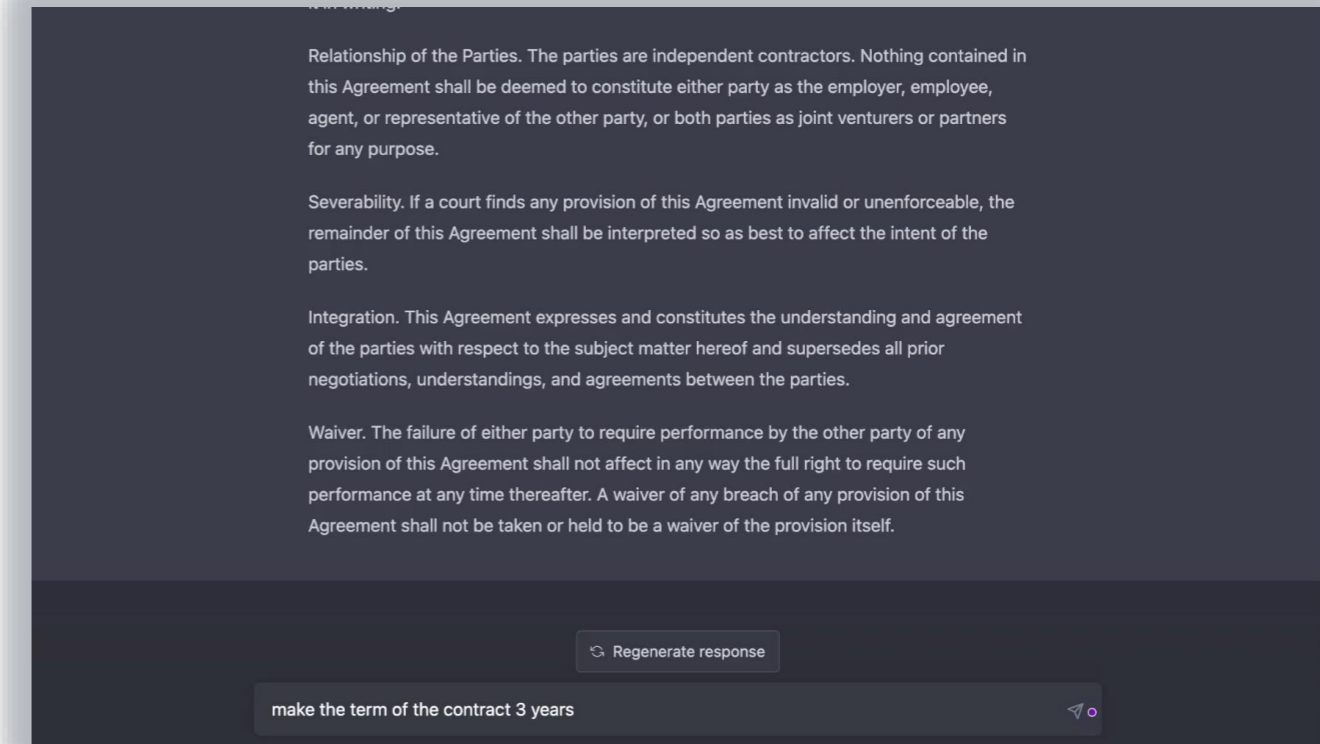 it in writing.
Relationship of the Parties. The parties are independent contractors. Nothing contained in
this Agreement shall be deemed to constitute either party as the employer, employee,
agent, or representative of the other party, or both parties as joint venturers or partners
for any purpose.
Severability. If a court finds any provision of this Agreement invalid or unenforceable, the
remainder of this Agreement shall be interpreted so as best to affect the intent of the
parties.
Integration. This Agreement expresses and constitutes the understanding and agreement
of the parties with respect to the subject matter hereof and supersedes all prior
negotiations, understandings, and agreements between the parties.
Waiver. The failure of either party to require performance by the other party of any
provision of this Agreement shall not affect in any way the full right to require such
performance at any time thereafter. A waiver of any breach of any provision of this
Agreement shall not be taken or held to be a waiver of the provision itself.
Regenerate response
make the term of the contract 3 years